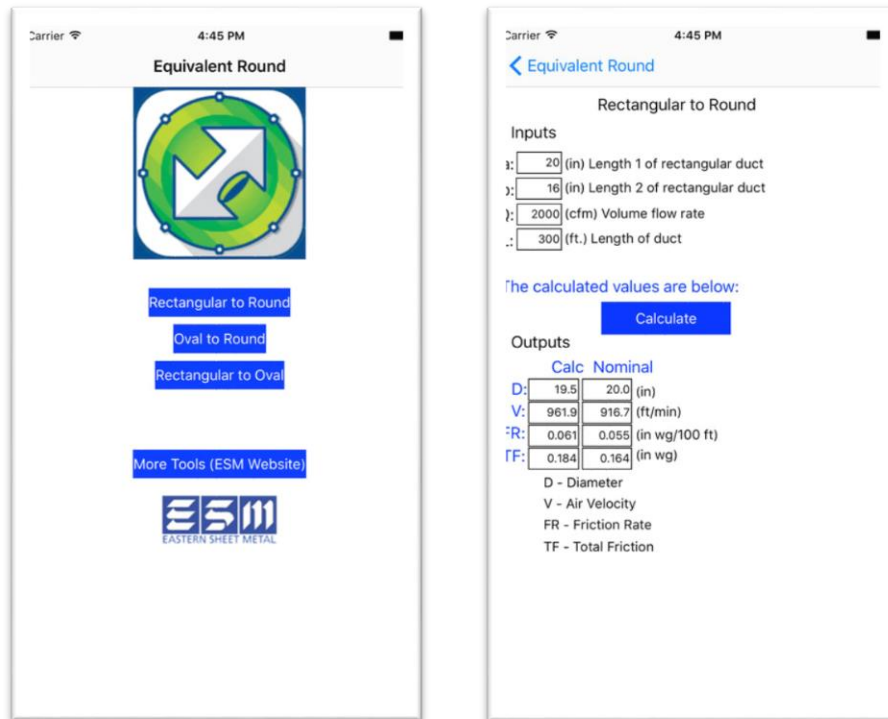 Carrier 4:45 PM
Equivalent Round
Rectangular to Round
Oval to Round
Rectangular to Oval
More Tools (ESM Website)
ESM
EASTERN SHEET METAL
Carrier 4:45 PM
Equivalent Round
Rectangular to Round
Inputs
a: 20 (in) Length 1 of rectangular duct
b: 16 (in) Length 2 of rectangular duct
Q: 2000 (cfm) Volume flow rate
L: 300 (ft.) Length of duct
The calculated values are below:
Calculate
Outputs
Calc Nominal
D: 19.5 20.0 (in)
V: 961.9 916.7 (ft/min)
FR: 0.061 0.055 (in wg/100 ft)
TF: 0.184 0.164 (in wg)
D - Diameter
V - Air Velocity
FR - Friction Rate
TF - Total Friction